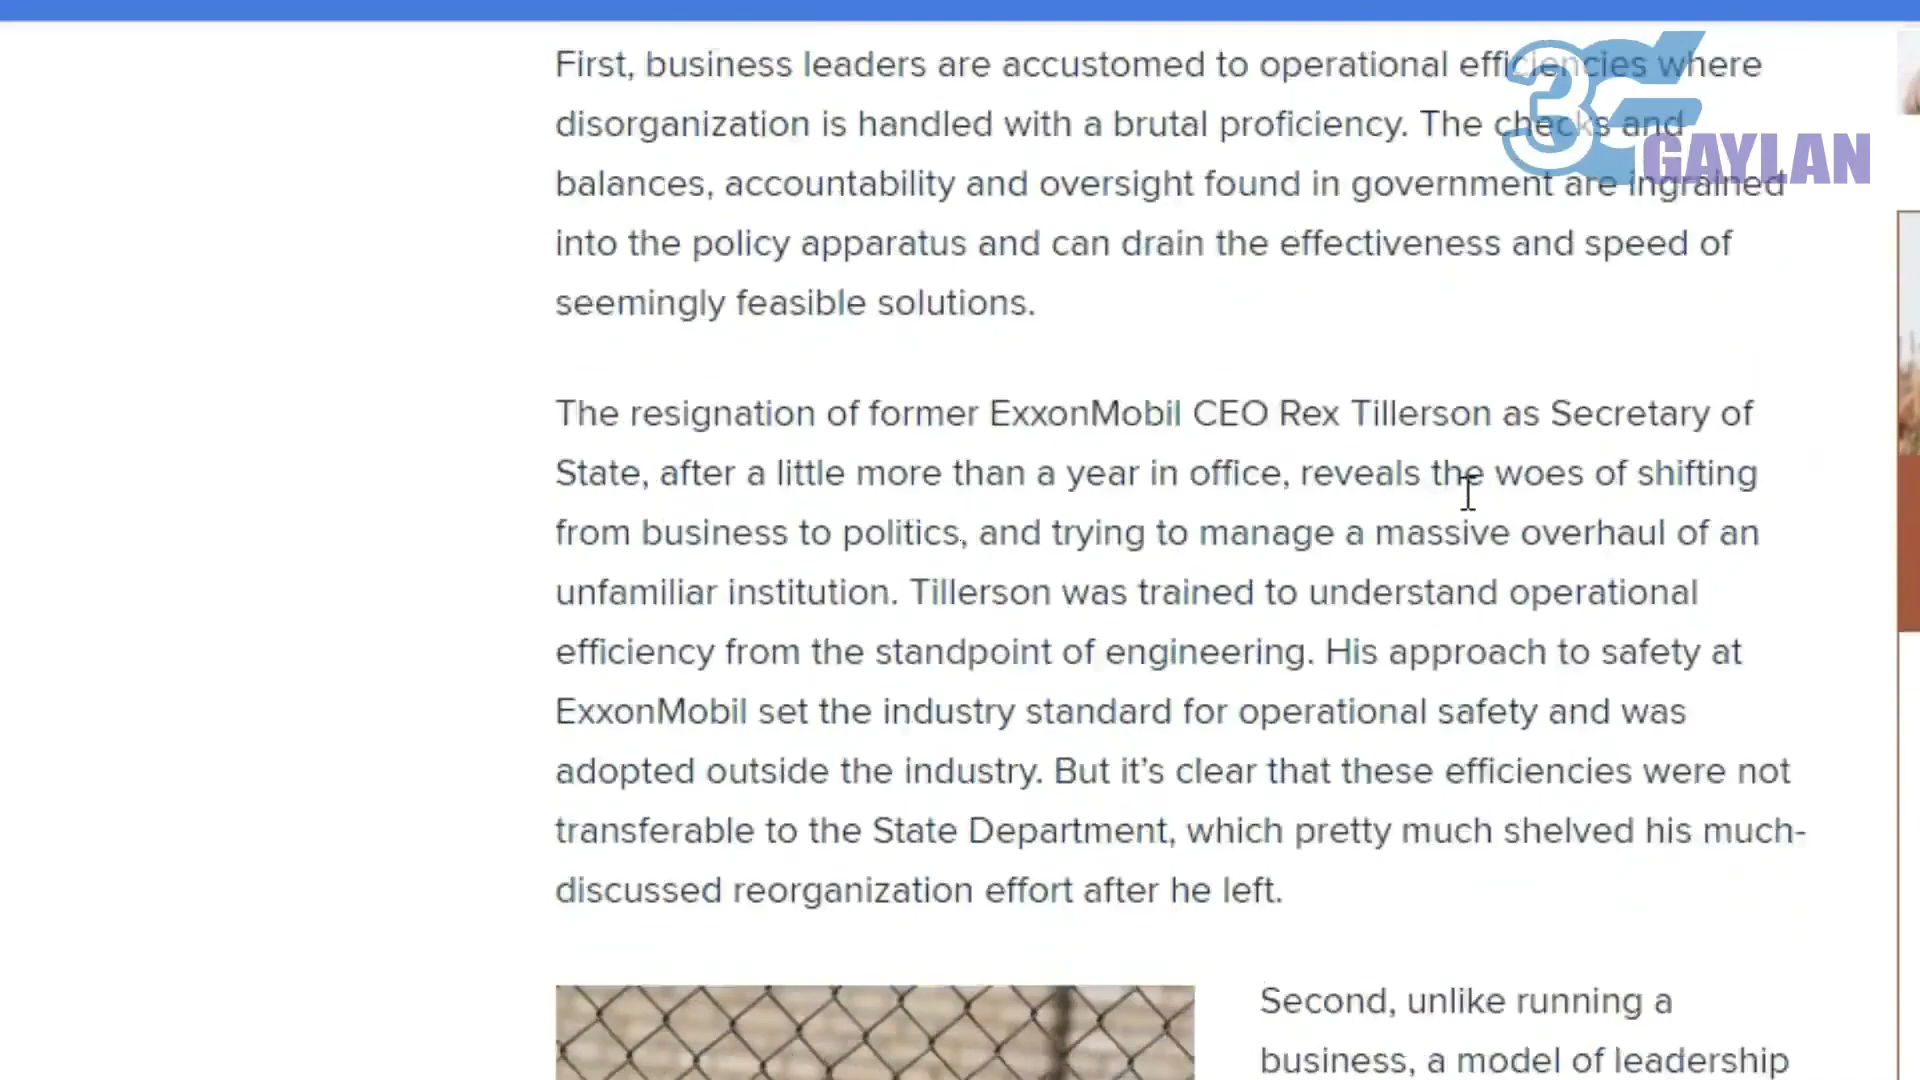 First, business leaders are accustomed to operational efficiencies where
disorganization is handled with a brutal proficiency. The checks and
balances, accountability and oversight found in government are ingrained
into the policy apparatus and can drain the effectiveness and speed of
seemingly feasible solutions.
3C
GAYLAN
The resignation of former ExxonMobil CEO Rex Tillerson as Secretary of
State, after a little more than a year in office, reveals the woes of shifting
from business to politics, and trying to manage a massive overhaul of an
unfamiliar institution. Tillerson was trained to understand operational
efficiency from the standpoint of engineering. His approach to safety at
ExxonMobil set the industry standard for operational safety and was
adopted outside the industry. But it’s clear that these efficiencies were not
transferable to the State Department, which pretty much shelved his much-
discussed reorganization effort after he left.
Second, unlike running a
business, a model of leadership